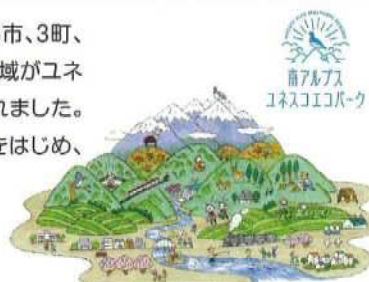 市、3町、
域がユネ
れました。
をはじめ、
南アルプス
ユネスコエコパーク